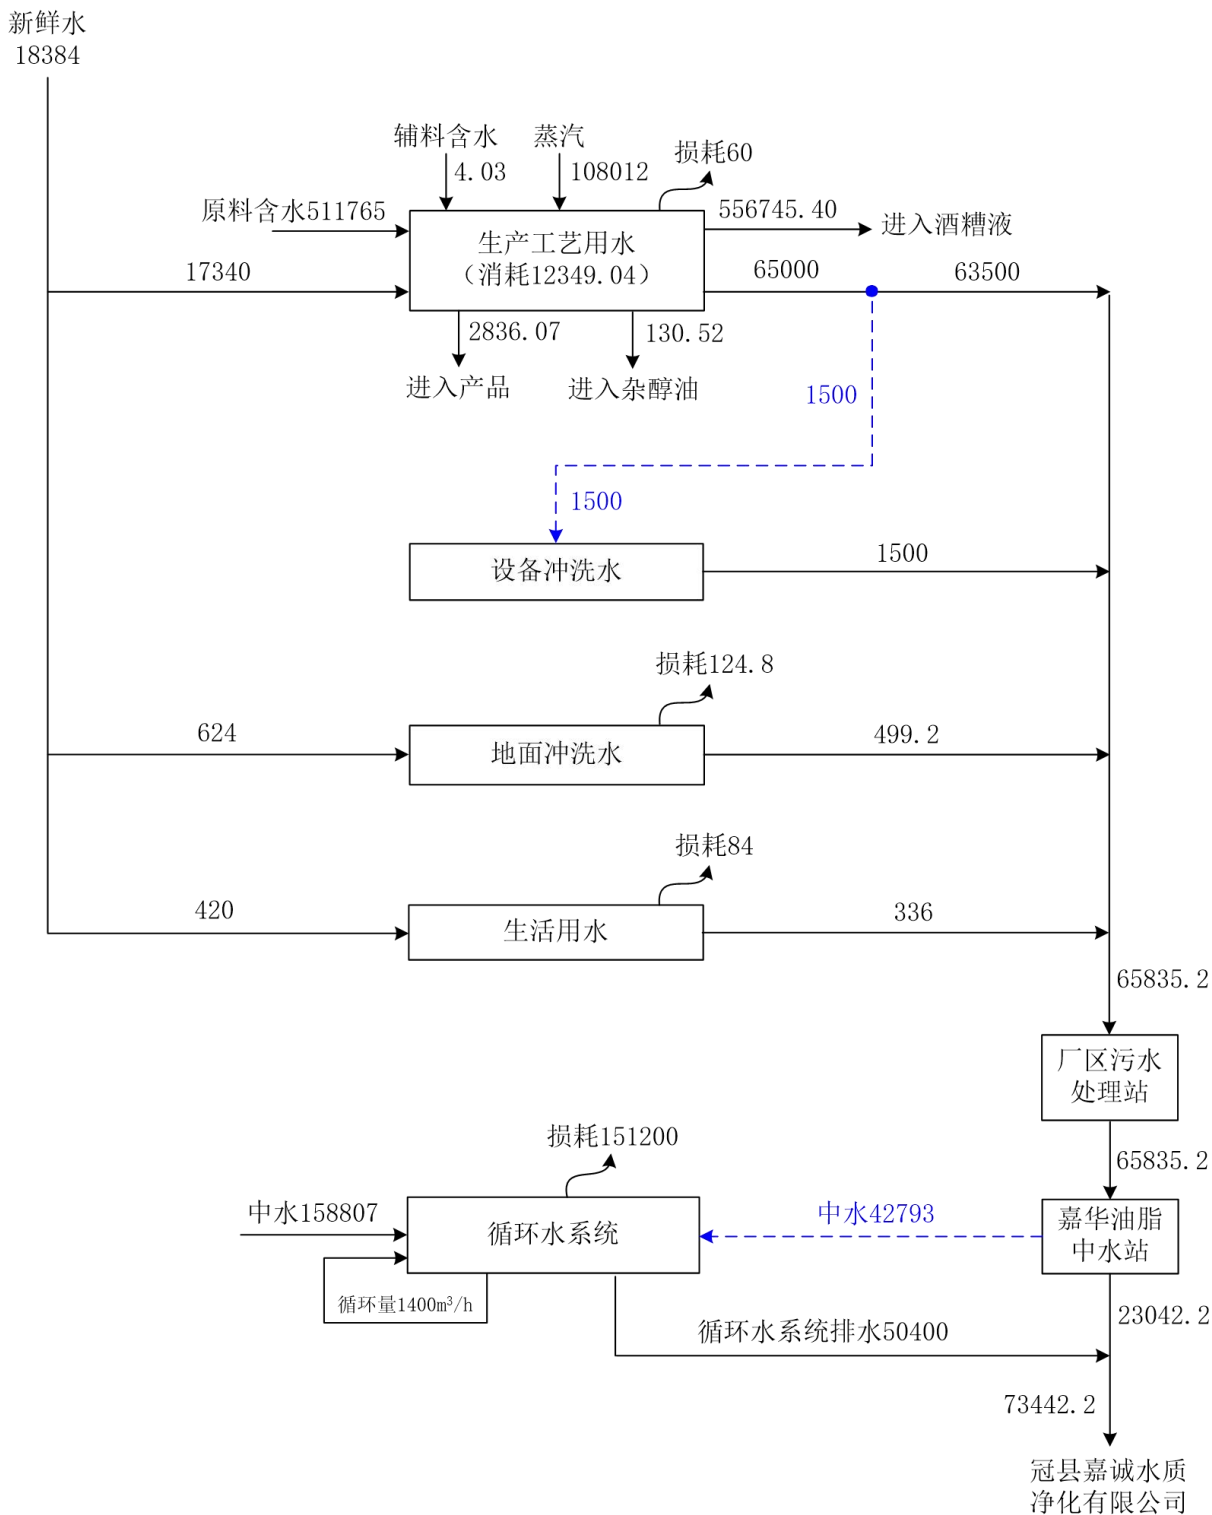 新鲜水
18384
辅料含水
4.03
蒸汽
108012
损耗60
原料含水511765
17340
生产工艺用水
（消耗12349.04）
556745.40
进入酒糟液
65000
63500
2836.07
进入产品
130.52
进入杂醇油
1500
1500
设备冲洗水
1500
损耗124.8
624
地面冲洗水
499.2
损耗84
420
生活用水
336
65835.2
厂区污水
处理站
65835.2
损耗151200
中水158807
循环水系统
中水42793
嘉华油脂
中水站
循环量1400m³/h
23042.2
循环水系统排水50400
73442.2
冠县嘉诚水质
净化有限公司